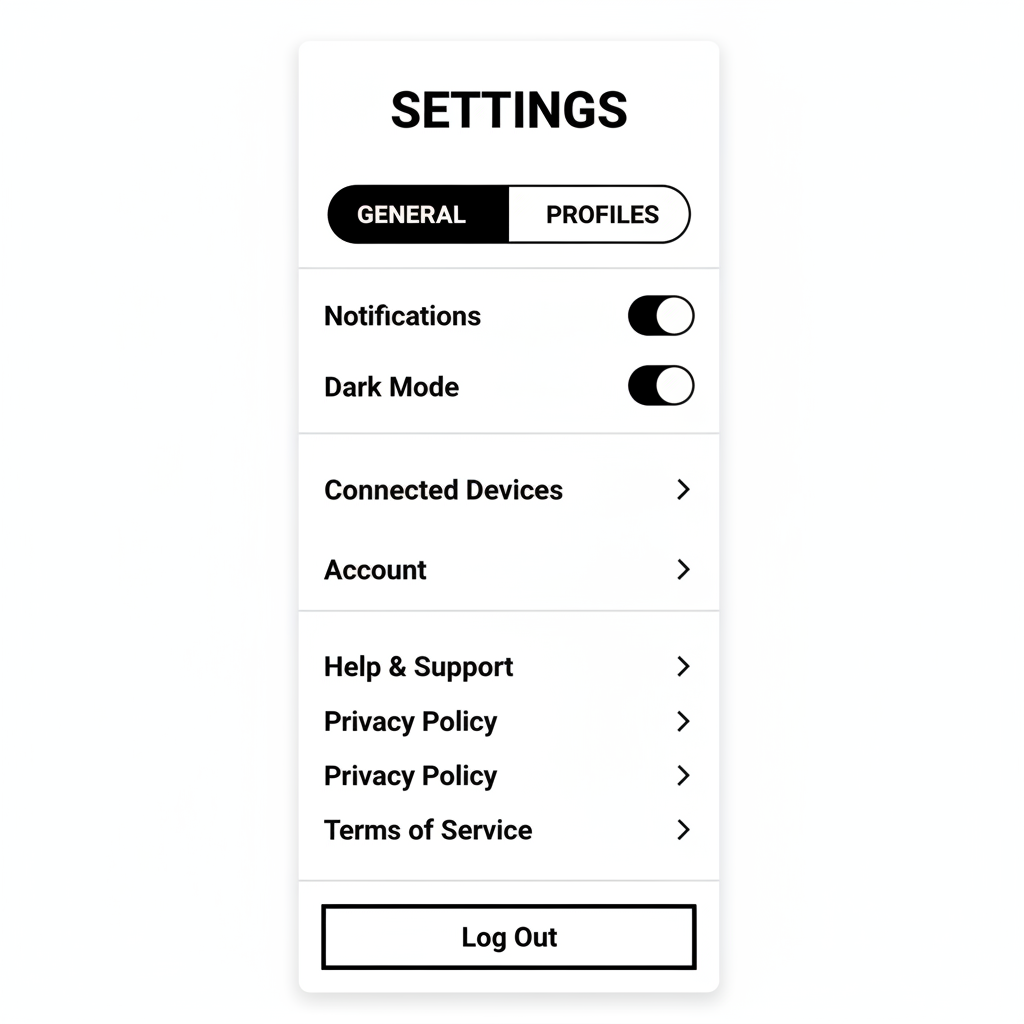 SETTINGS
GENERAL PROFILES
Notifications
Dark Mode
Connected Devices
Account
Help & Support
Privacy Policy
Privacy Policy
Terms of Service
Log Out